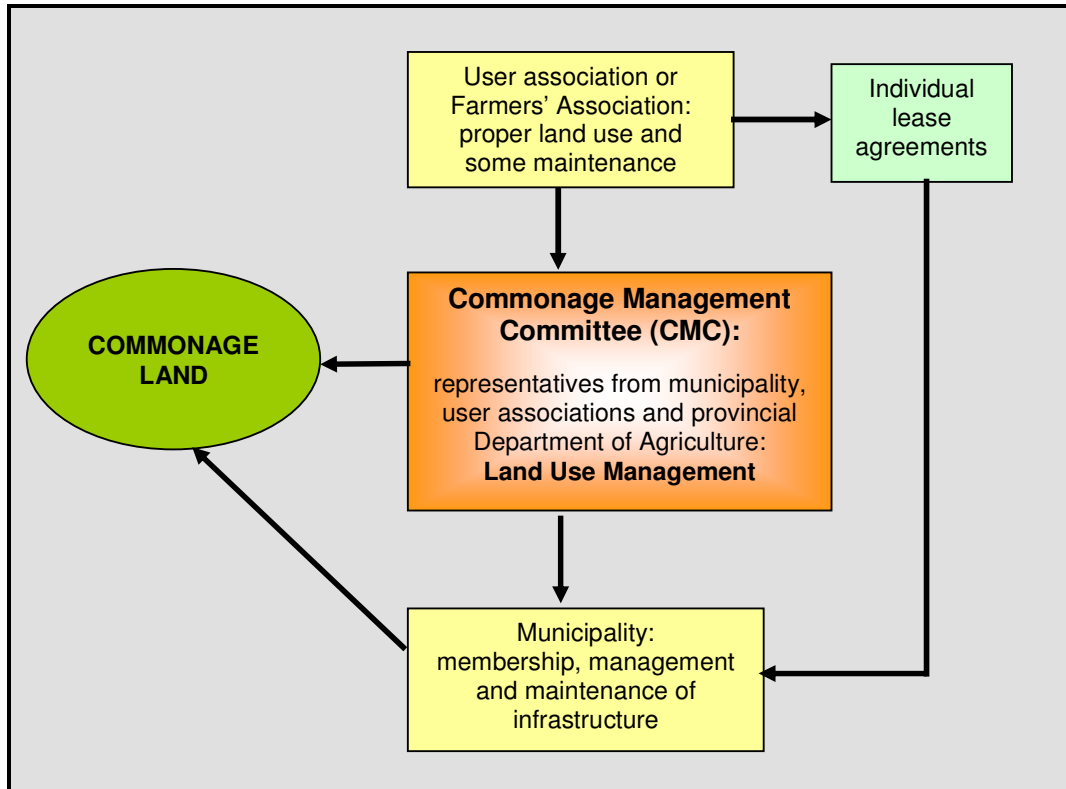 User association or
Farmers’ Association:
proper land use and
some maintenance
Individual
lease
agreements
Commonage Management
Committee (CMC):
representatives from municipality,
user associations and provincial
Department of Agriculture:
Land Use Management
COMMONAGE
LAND
Municipality:
membership, management
and maintenance of
infrastructure